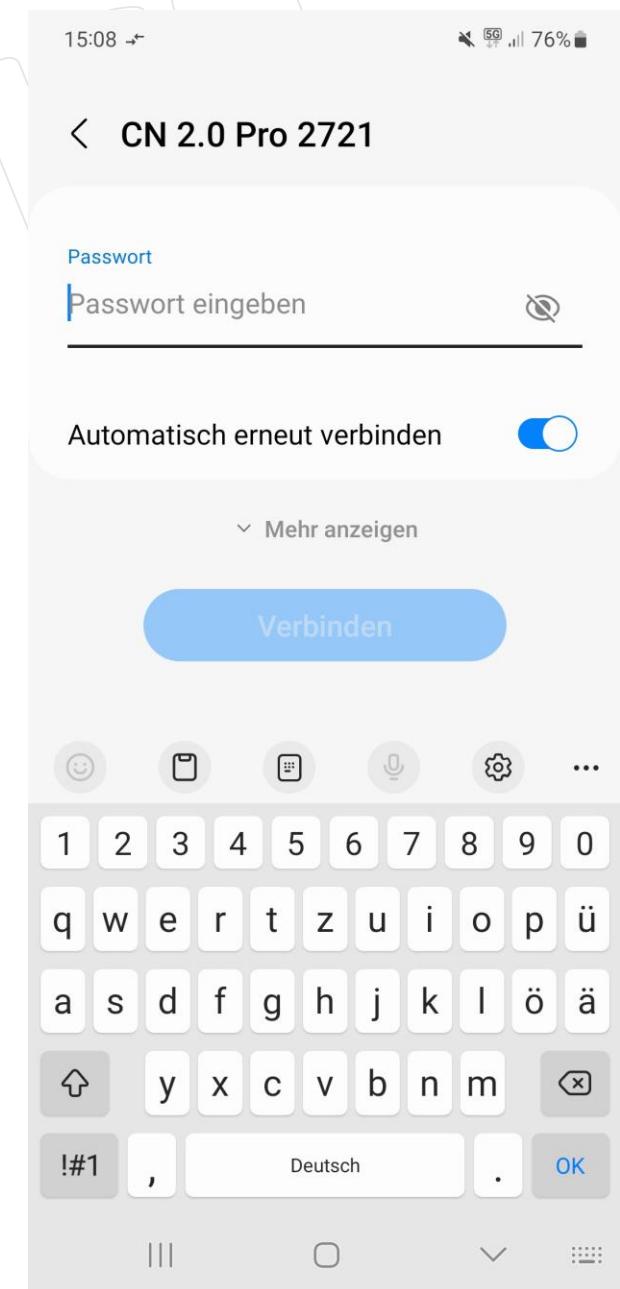 15:08
5G 76%
CN 2.0 Pro 2721
Passwort
Passwort eingeben
Automatisch erneut verbinden
Mehr anzeigen
Verbinden
1 2 3 4 5 6 7 8 9 0
q w e r t z u i o p ü
a s d f g h j k l ö ä
y x c v b n m
!#1 , Deutsch . OK